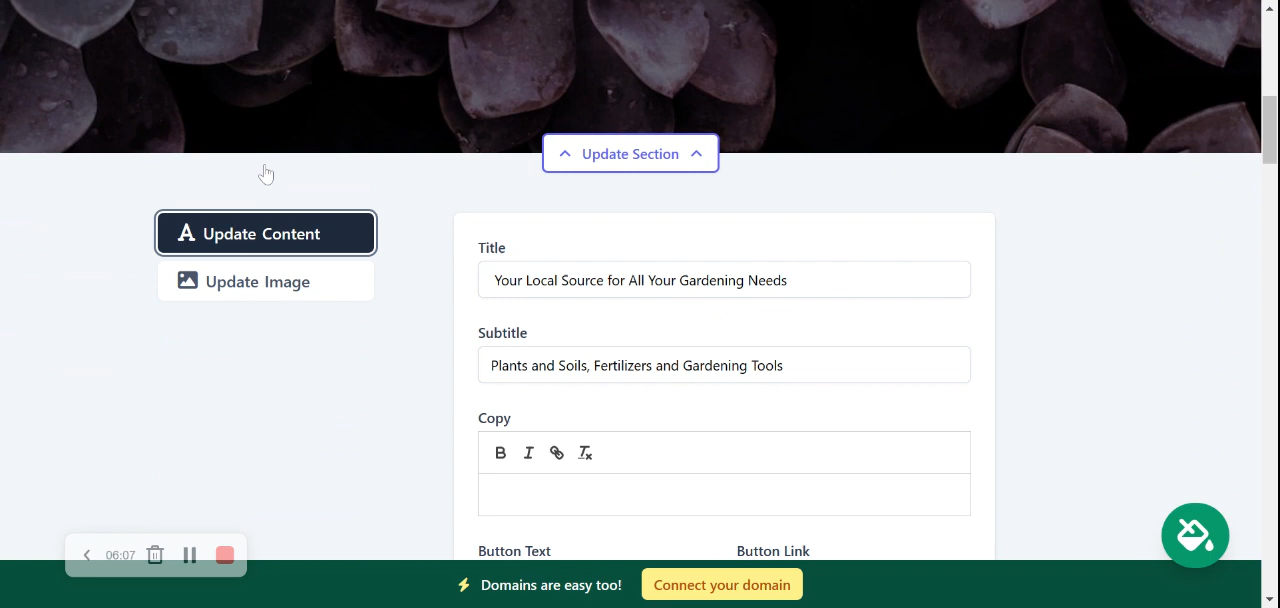 Update Section
Update Content
Update Image
Title
Your Local Source for All Your Gardening Needs
Subtitle
Plants and Soils, Fertilizers and Gardening Tools
Copy
Button Text
Button Link
06:07
Domains are easy too!
Connect your domain